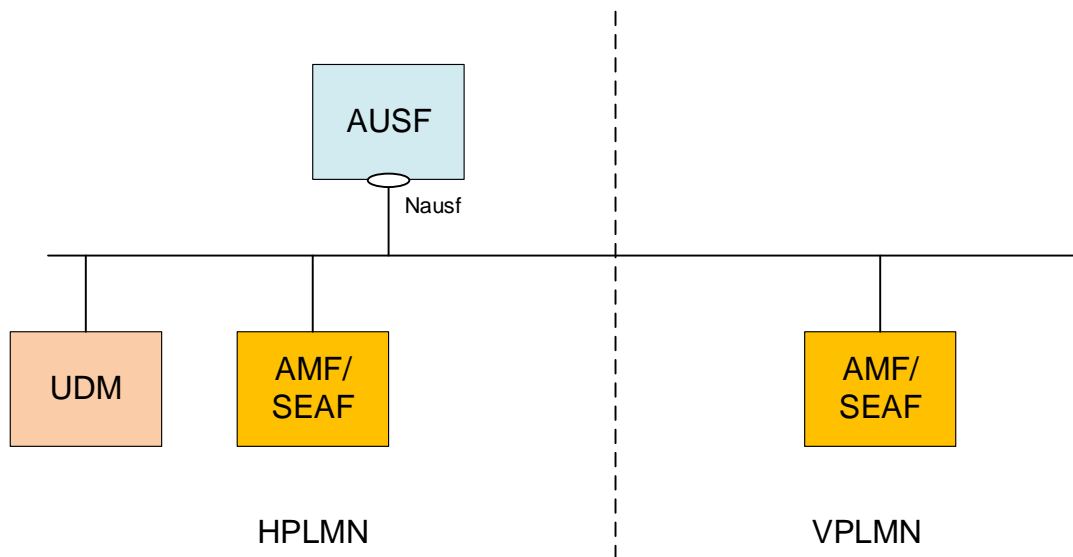 AUSF
Nausf
UDM
AMF/
SEAF
AMF/
SEAF
HPLMN
VPLMN